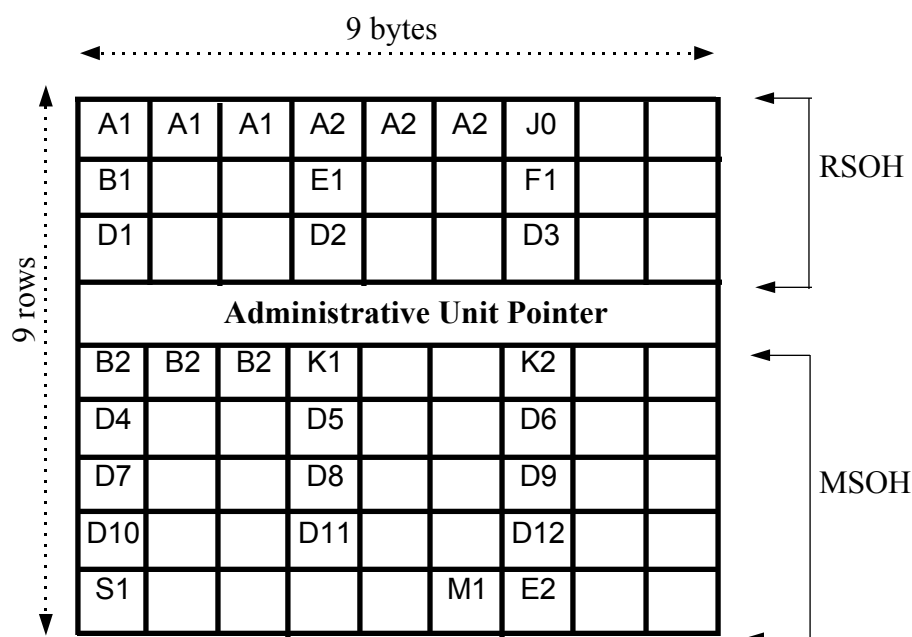 9 bytes
A1 A1 A1 A2 A2 A2 J0
B1 E1 F1
RSOH
D1 D2 D3
9 rows
Administrative Unit Pointer
B2 B2 B2 K1 K2
D4 D5 D6
D7 D8 D9
MSOH
D10 D11 D12
S1 M1 E2